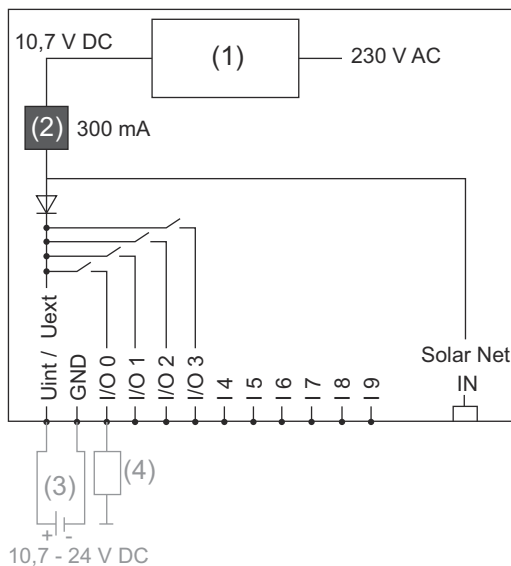 10,7 V DC
(1)
230 V AC
(2)
300 mA
Uint / Uext
GND
I/O 0
I/O 1
I/O 2
I/O 3
I 4
I 5
I 6
I 7
I 8
I 9
Solar Net
IN
(3)
(4)
+ -
10,7 - 24 V DC